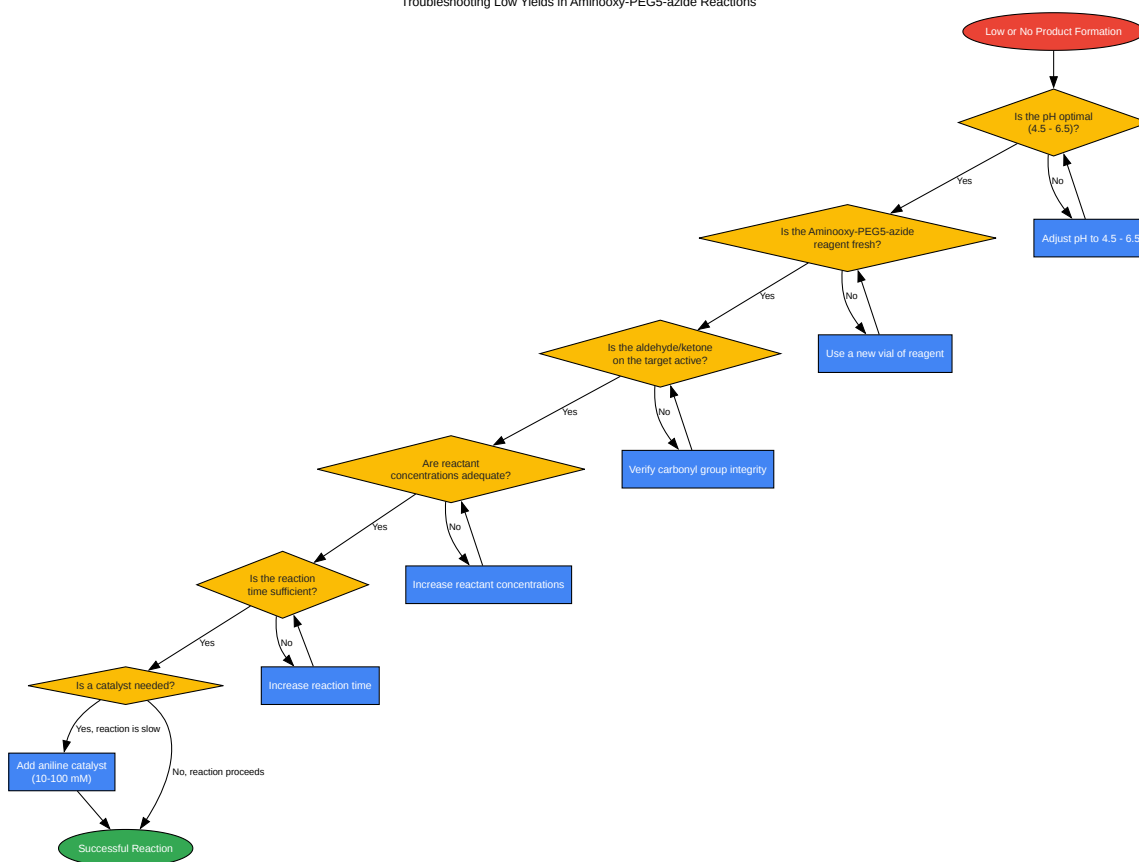 Troubleshooting Low Yields in Aminooxy-PEG5-azide Reactions
Low or No Product Formation
Is the pH optimal
(4.5 - 6.5)?
Yes
No
Adjust pH to 4.5 - 6.5
Is the Aminooxy-PEG5-azide
reagent fresh?
Yes
No
Use a new vial of reagent
Is the aldehyde/ketone
on the target active?
Yes
No
Verify carbonyl group integrity
Are reactant
concentrations adequate?
Yes
No
Increase reactant concentrations
Is the reaction
time sufficient?
Yes
No
Increase reaction time
Is a catalyst needed?
Yes, reaction is slow
Add aniline catalyst
(10-100 mM)
No, reaction proceeds
Successful Reaction